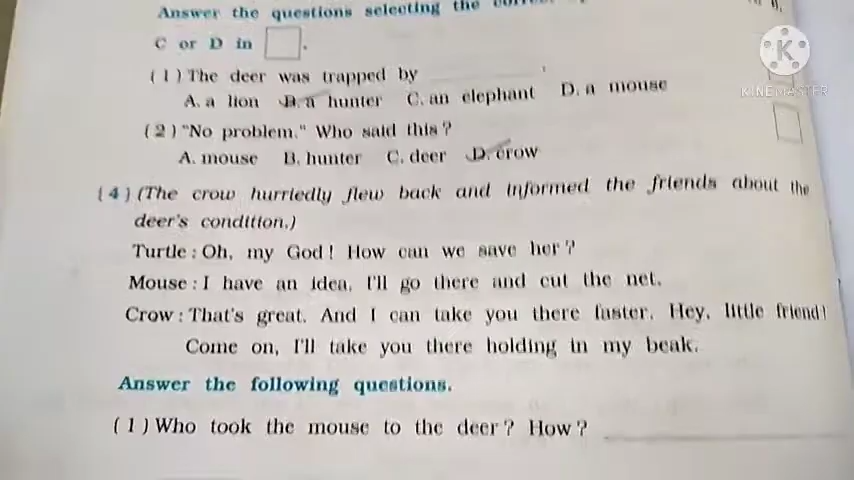 Answer the questions selecting the
C or D in
( 1 ) The deer was trapped by ____________
A. a lion B. a hunter C. an elephant D. a mouse
( 2 ) "No problem." Who said this ?
A. mouse B. hunter C. deer D. crow
( 4 ) (The crow hurriedly flew back and informed the friends about the
deer's condition.)
Turtle : Oh, my God ! How can we save her ?
Mouse : I have an idea. I'll go there and cut the net.
Crow : That's great. And I can take you there faster. Hey, little friend !
Come on, I'll take you there holding in my beak.
Answer the following questions.
( 1 ) Who took the mouse to the deer ? How ? ____________
K
KINEMASTER